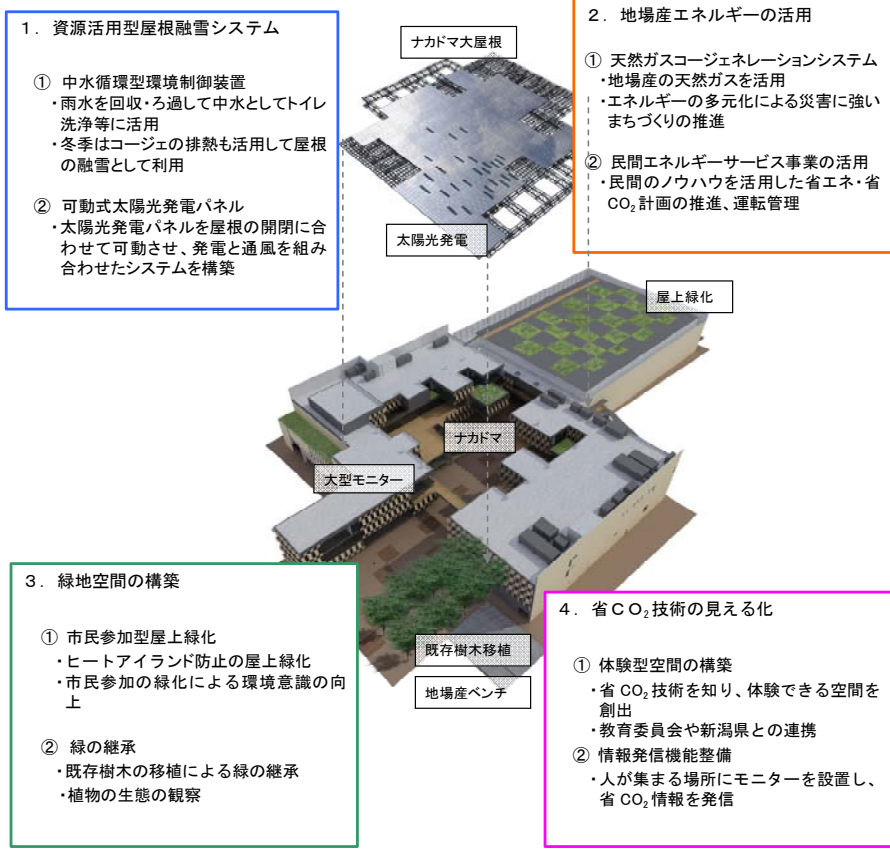 1. 資源活用型屋根融雪システム
① 中水循環型環境制御装置
・雨水を回収・ろ過して中水としてトイレ
洗浄等に活用
・冬季はコージェの排熱も活用して屋根
の融雪として利用
② 可動式太陽光発電パネル
・太陽光発電パネルを屋根の開閉に合
わせて可動させ、発電と通風を組み
合わせたシステムを構築
ナカドマ大屋根
太陽光発電
2. 地場産エネルギーの活用
① 天然ガスコージェネレーションシステム
・地場産の天然ガスを活用
・エネルギーの多元化による災害に強い
まちづくりの推進
② 民間エネルギーサービス事業の活用
・民間のノウハウを活用した省エネ・省
CO₂計画の推進、運転管理
屋上緑化
ナカドマ
大型モニター
3. 緑地空間の構築
① 市民参加型屋上緑化
・ヒートアイランド防止の屋上緑化
・市民参加の緑化による環境意識の向
上
② 緑の継承
・既存樹木の移植による緑の継承
・植物の生態の観察
既存樹木移植
地場産ベンチ
4. 省CO₂技術の見える化
① 体験型空間の構築
・省CO₂技術を知り、体験できる空間を
創出
・教育委員会や新潟県との連携
② 情報発信機能整備
・人が集まる場所にモニターを設置し、
省CO₂情報を発信